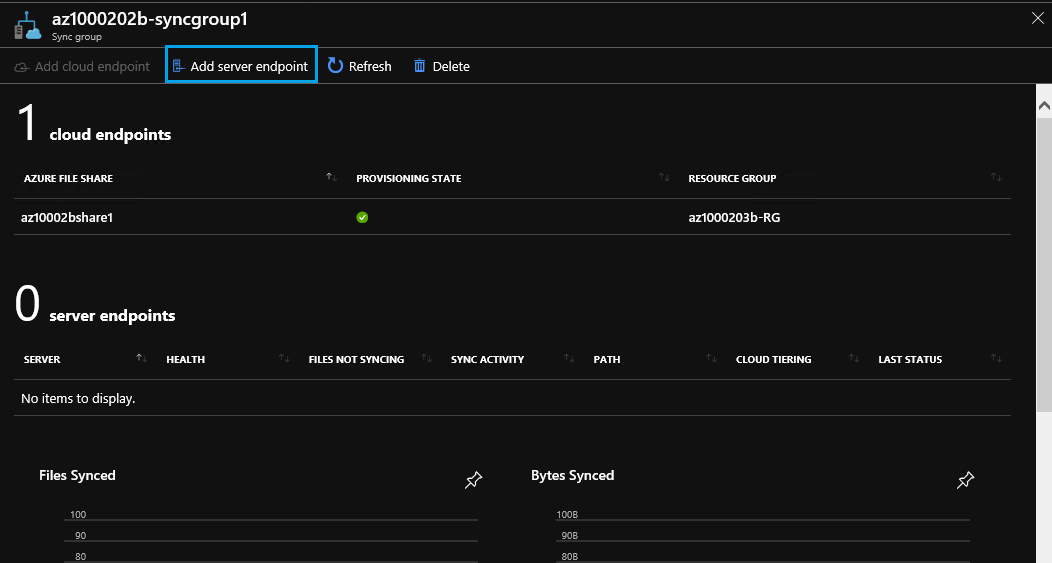 az1000202b-syncgroup1
Sync group
Add cloud endpoint Add server endpoint Refresh Delete
1 cloud endpoints
AZURE FILE SHARE PROVISIONING STATE RESOURCE GROUP
az10002bshare1 az1000203b-RG
0 server endpoints
SERVER HEALTH FILES NOT SYNCING SYNC ACTIVITY PATH CLOUD TIERING LAST STATUS
No items to display.
Files Synced Bytes Synced
100 100B
90 90B
80 80B